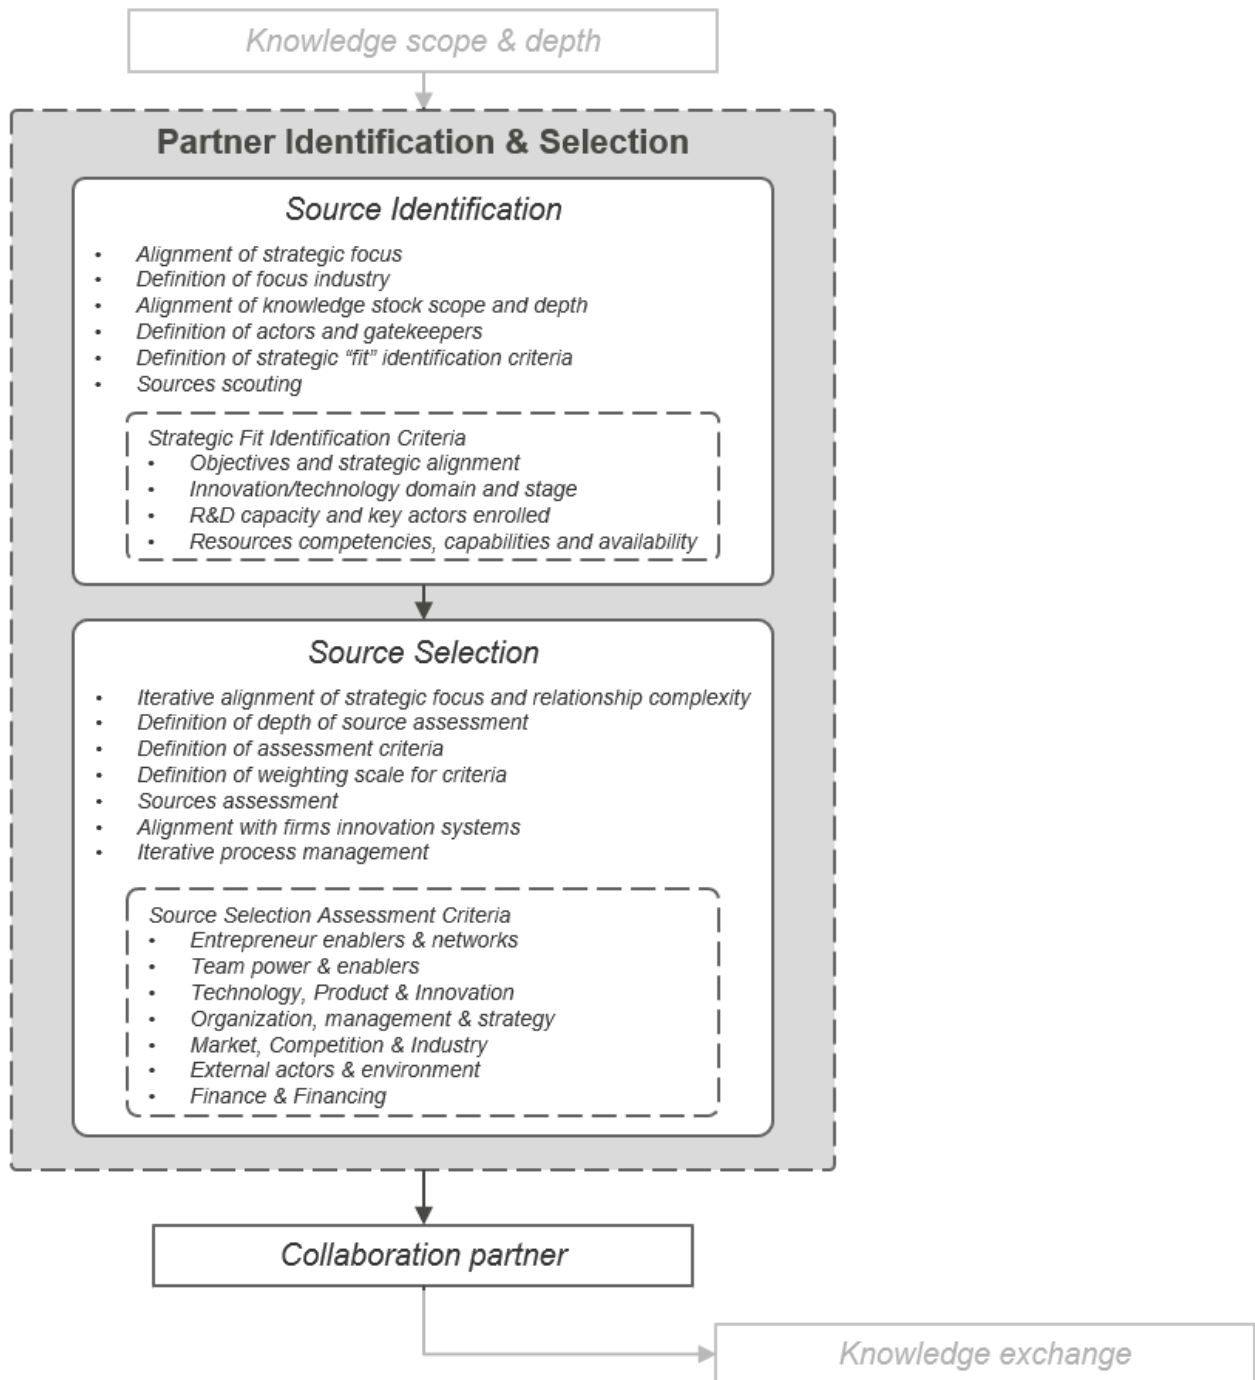 Knowledge scope & depth
Partner Identification & Selection
Source Identification
• Alignment of strategic focus
• Definition of focus industry
• Alignment of knowledge stock scope and depth
• Definition of actors and gatekeepers
• Definition of strategic “fit” identification criteria
• Sources scouting
Strategic Fit Identification Criteria
• Objectives and strategic alignment
• Innovation/technology domain and stage
• R&D capacity and key actors enrolled
• Resources competencies, capabilities and availability
Source Selection
• Iterative alignment of strategic focus and relationship complexity
• Definition of depth of source assessment
• Definition of assessment criteria
• Definition of weighting scale for criteria
• Sources assessment
• Alignment with firms innovation systems
• Iterative process management
Source Selection Assessment Criteria
• Entrepreneur enablers & networks
• Team power & enablers
• Technology, Product & Innovation
• Organization, management & strategy
• Market, Competition & Industry
• External actors & environment
• Finance & Financing
Collaboration partner
Knowledge exchange